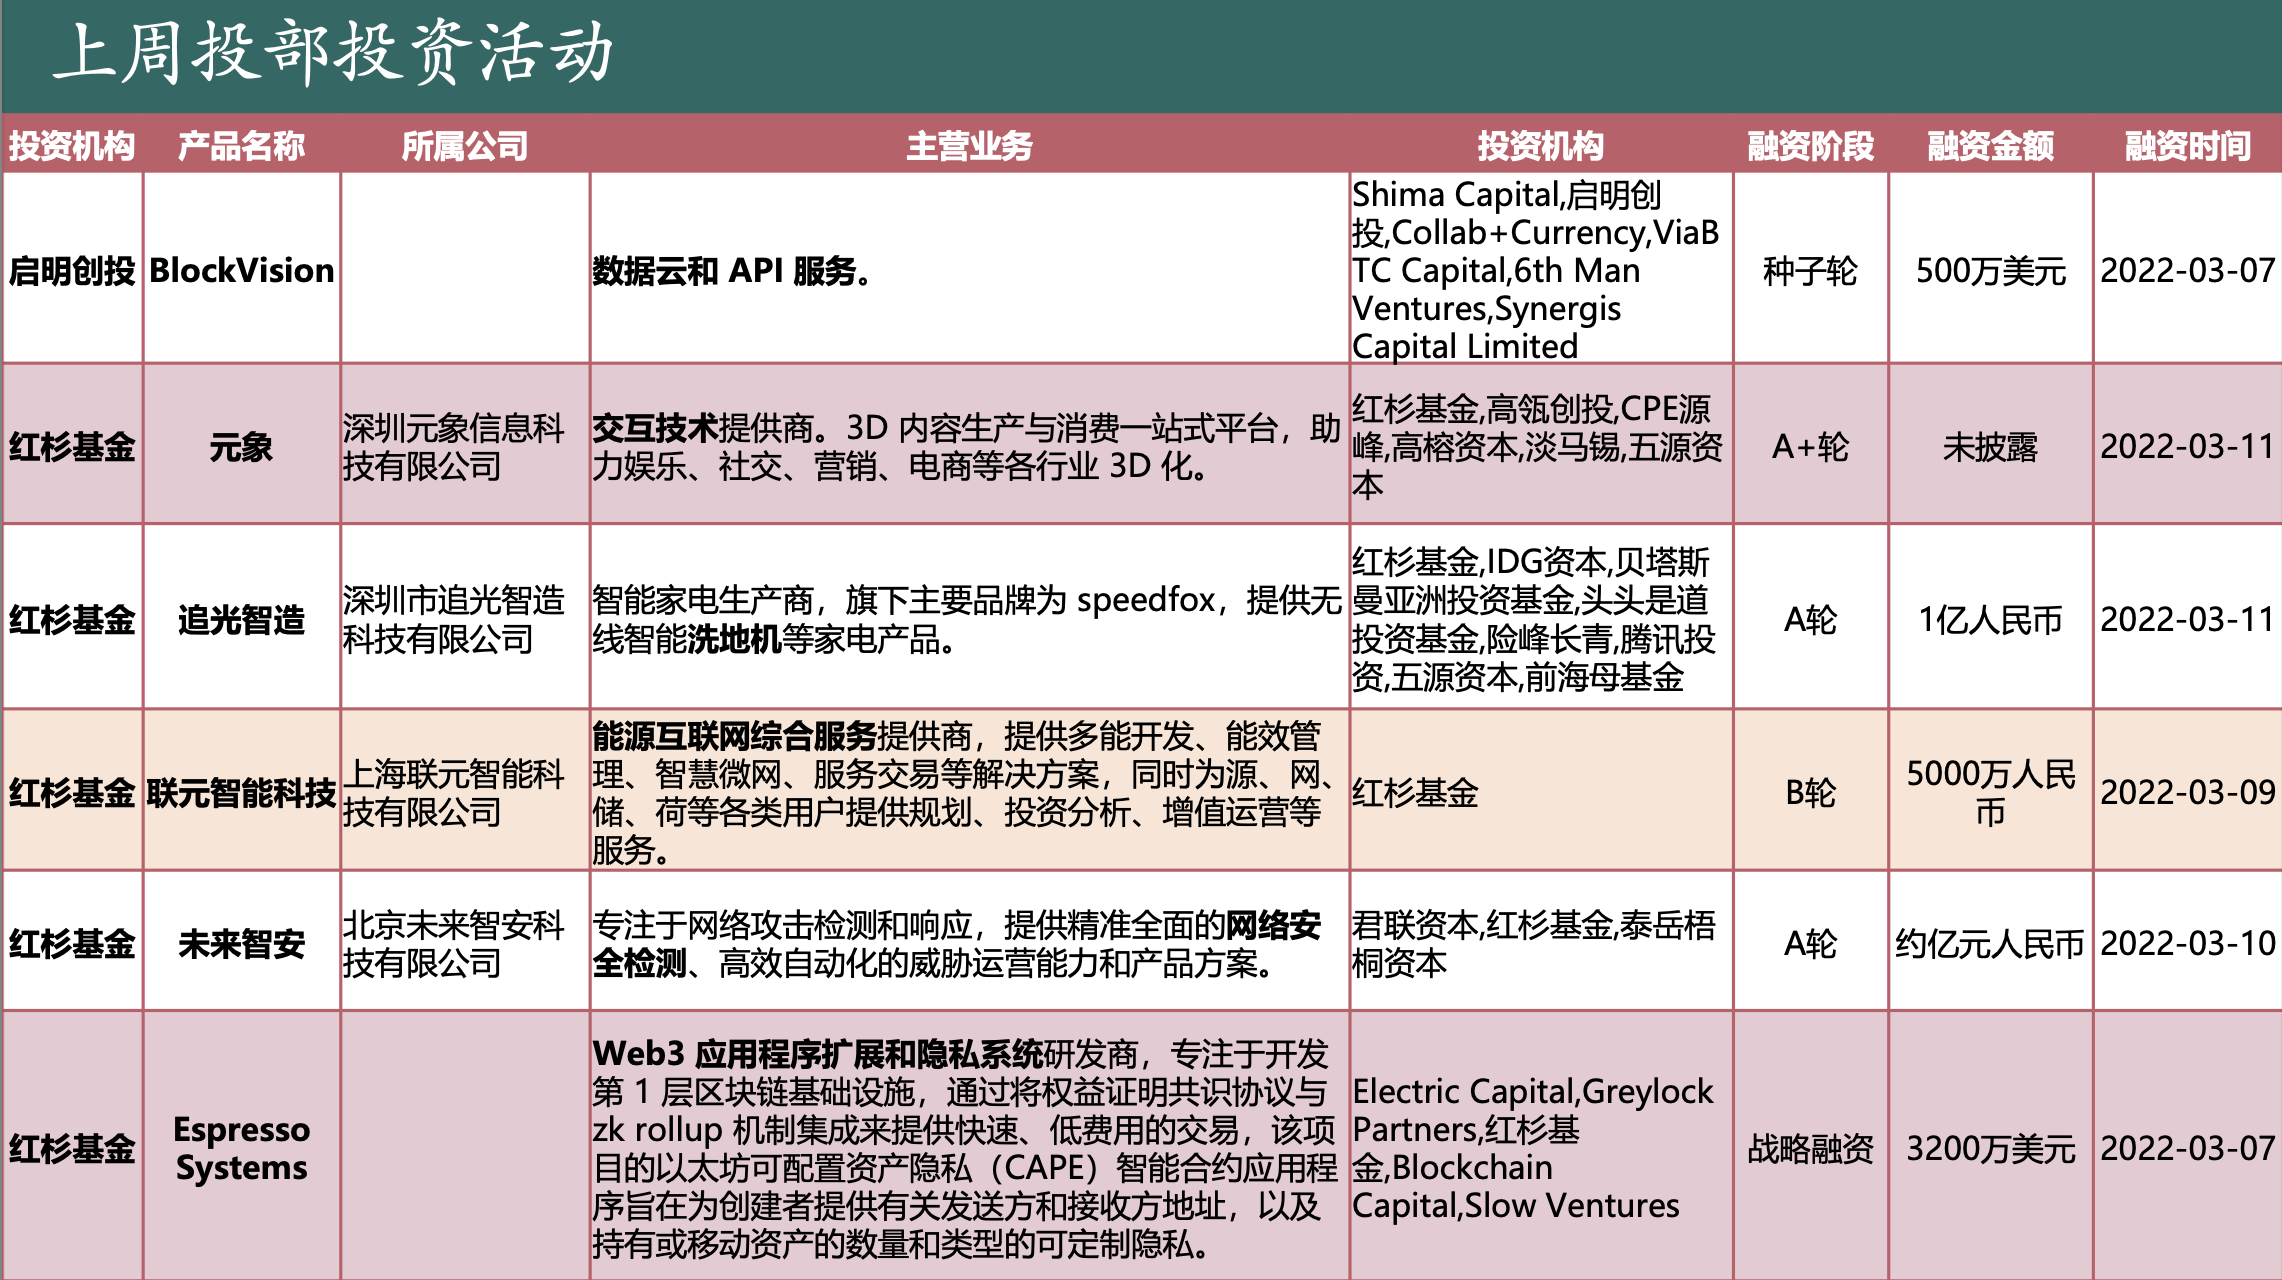 上周投部投资活动
投资机构 产品名称 所属公司 主营业务 投资机构 融资阶段 融资金额 融资时间
启明创投
BlockVision
数据云和 API 服务。
Shima Capital,启明创
投,Collab+Currency,ViaB
TC Capital,6th Man
Ventures,Synergis
Capital Limited
种子轮
500万美元
2022-03-07
红杉基金
元象
深圳元象信息科
技有限公司
交互技术提供商。3D 内容生产与消费一站式平台，助
力娱乐、社交、营销、电商等各行业 3D 化。
红杉基金,高瓴创投,CPE源
峰,高榕资本,淡马锡,五源资
本
A+轮
未披露
2022-03-11
红杉基金
追光智造
深圳市追光智造
科技有限公司
智能家电生产商，旗下主要品牌为 speedfox，提供无
线智能洗地机等家电产品。
红杉基金,IDG资本,贝塔斯
曼亚洲投资基金,头头是道
投资基金,险峰长青,腾讯投
资,五源资本,前海母基金
A轮
1亿人民币
2022-03-11
红杉基金
联元智能科技
上海联元智能科
技有限公司
能源互联网综合服务提供商，提供多能开发、能效管
理、智慧微网、服务交易等解决方案，同时为源、网、
储、荷等各类用户提供规划、投资分析、增值运营等
服务。
红杉基金
B轮
5000万人民
币
2022-03-09
红杉基金
未来智安
北京未来智安科
技有限公司
专注于网络攻击检测和响应，提供精准全面的网络安
全检测、高效自动化的威胁运营能力和产品方案。
君联资本,红杉基金,泰岳梧
桐资本
A轮
约亿元人民币
2022-03-10
红杉基金
Espresso
Systems
Web3 应用程序扩展和隐私系统研发商，专注于开发
第 1 层区块链基础设施，通过将权益证明共识协议与
zk rollup 机制集成来提供快速、低费用的交易，该项
目的以太坊可配置资产隐私（CAPE）智能合约应用程
序旨在为创建者提供有关发送方和接收方地址，以及
持有或移动资产的数量和类型的可定制隐私。
Electric Capital,Greylock
Partners,红杉基
金,Blockchain
Capital,Slow Ventures
战略融资
3200万美元
2022-03-07